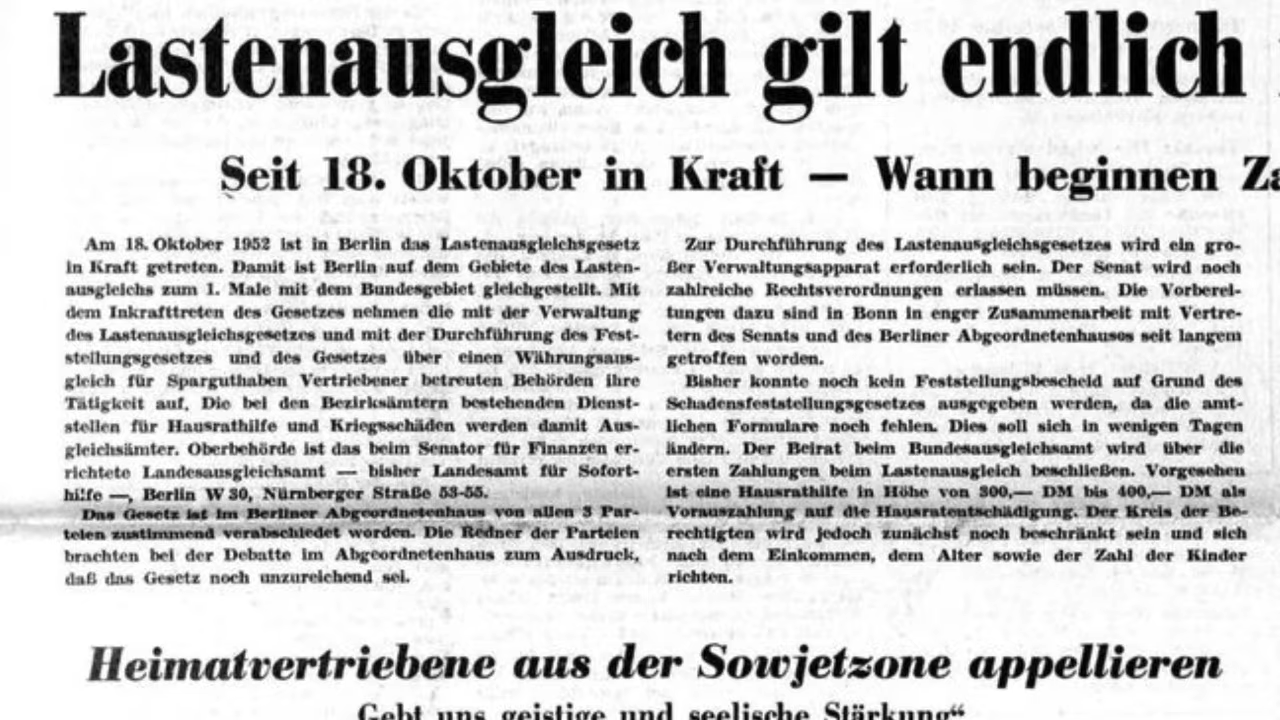 Lastenausgleich gilt endlich
Seit 18. Oktober in Kraft — Wann beginnen Za
Am 18. Oktober 1952 ist in Berlin das Lastenausgleichsgesetz
in Kraft getreten. Damit ist Berlin auf dem Gebiete des Lasten-
ausgleichs zum 1. Male mit dem Bundesgebiet gleichgestellt. Mit
dem Inkrafttreten des Gesetzes nehmen die mit der Verwaltung
des Lastenausgleichsgesetzes und mit der Durchführung des Fest-
stellungsgesetzes und des Gesetzes über einen Währungsaus-
gleich für Sparguthaben Vertriebener betreuten Behörden ihre
Tätigkeit auf. Die bei den Bezirksämtern bestehenden Dienst-
stellen für Hausrathilfe und Kriegsschäden werden damit Aus-
gleichsämter. Oberbehörde ist das beim Senator für Finanzen er-
richtete Landesausgleichsamt — bisher Landesamt für Sofort-
hilfe —, Berlin W 30, Nürnberger Straße 53-55.
Das Gesetz ist im Berliner Abgeordnetenhaus von allen 3 Par-
teien zustimmend verabschiedet worden. Die Redner der Parteien
brachten bei der Debatte im Abgeordnetenhaus zum Ausdruck,
daß das Gesetz noch unzureichend sei.
Zur Durchführung des Lastenausgleichsgesetzes wird ein gro-
ßer Verwaltungsapparat erforderlich sein. Der Senat wird noch
zahlreiche Rechtsverordnungen erlassen müssen. Die Vorberei-
tungen dazu sind in Bonn in enger Zusammenarbeit mit Vertre-
tern des Senats und des Berliner Abgeordnetenhauses seit langem
getroffen worden.
Bisher konnte noch kein Feststellungsbescheid auf Grund des
Schadensfeststellungsgesetzes ausgegeben werden, da die amt-
lichen Formulare noch fehlen. Dies soll sich in wenigen Tagen
ändern. Der Beirat beim Bundesausgleichsamt wird über die
ersten Zahlungen beim Lastenausgleich beschließen. Vorgesehen
ist eine Hausrathilfe in Höhe von 300,— DM bis 400,— DM als
Vorauszahlung auf die Hausratentschädigung. Der Kreis der Be-
rechtigten wird jedoch zunächst noch beschränkt sein und sich
nach dem Einkommen, dem Alter sowie der Zahl der Kinder
richten.
Heimatvertriebene aus der Sowjetzone appellieren
Gebt uns geistige und seelische Stärkung“